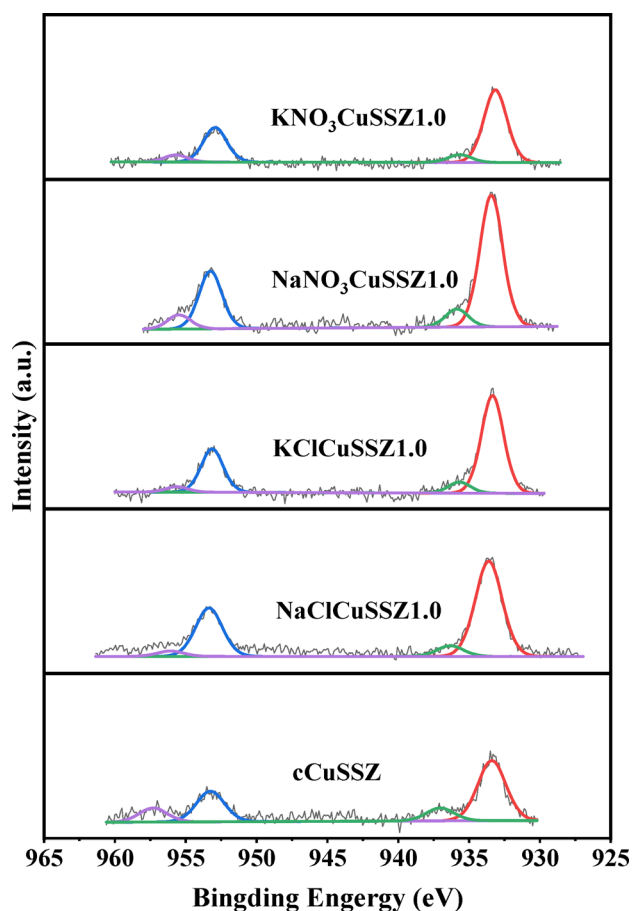 KNO₃CuSSZ1.0
NaNO₃CuSSZ1.0
KClCuSSZ1.0
NaClCuSSZ1.0
cCuSSZ
Intensity (a.u.)
965 960 955 950 945 940 935 930 925
Bingding Engergy (eV)